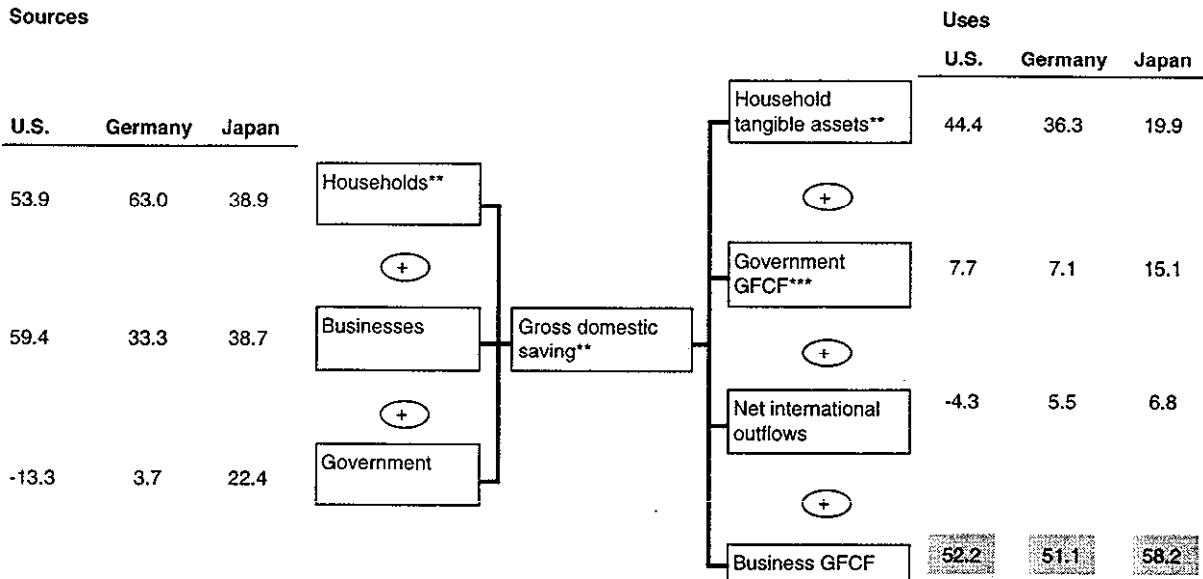 Sources
Uses
U.S. Germany Japan
Household
tangible assets** 44.4 36.3 19.9
U.S. Germany Japan
Households**
53.9 63.0 38.9
+
+
Government
GFCF*** 7.7 7.1 15.1
Businesses
59.4 33.3 38.7
Gross domestic
saving**
+
+
Net international
outflows -4.3 5.5 6.8
Government
-13.3 3.7 22.4
+
Business GFCF 52.2 51.1 58.2